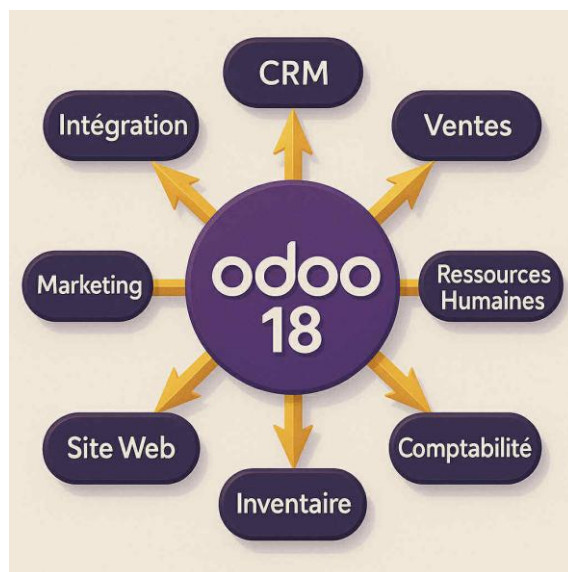 CRM
Intégration
Ventes
Marketing
odoo
18
Ressources
Humaines
Site Web
Comptabilité
Inventaire